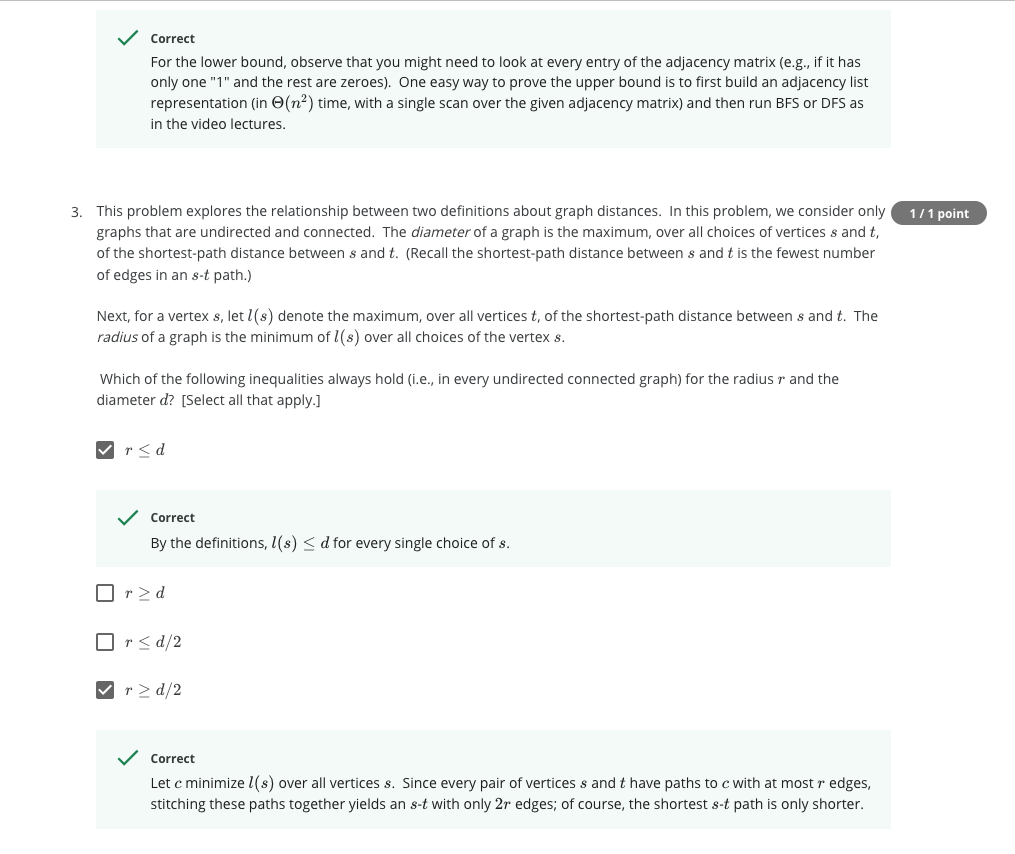 Correct
For the lower bound, observe that you might need to look at every entry of the adjacency matrix (e.g., if it has
only one "1" and the rest are zeroes).  One easy way to prove the upper bound is to first build an adjacency list
representation (in Θ(n²) time, with a single scan over the given adjacency matrix) and then run BFS or DFS as
in the video lectures.
3. This problem explores the relationship between two definitions about graph distances.  In this problem, we consider only 1 / 1 point
graphs that are undirected and connected.  The diameter of a graph is the maximum, over all choices of vertices s and t,
of the shortest-path distance between s and t.  (Recall the shortest-path distance between s and t is the fewest number
of edges in an s-t path.)
Next, for a vertex s, let l(s) denote the maximum, over all vertices t, of the shortest-path distance between s and t.  The
radius of a graph is the minimum of l(s) over all choices of the vertex s.
Which of the following inequalities always hold (i.e., in every undirected connected graph) for the radius r and the
diameter d?  [Select all that apply.]
r ≤ d
Correct
By the definitions, l(s) ≤ d for every single choice of s.
r ≥ d
r ≤ d/2
r ≥ d/2
Correct
Let c minimize l(s) over all vertices s.  Since every pair of vertices s and t have paths to c with at most r edges,
stitching these paths together yields an s-t with only 2r edges; of course, the shortest s-t path is only shorter.